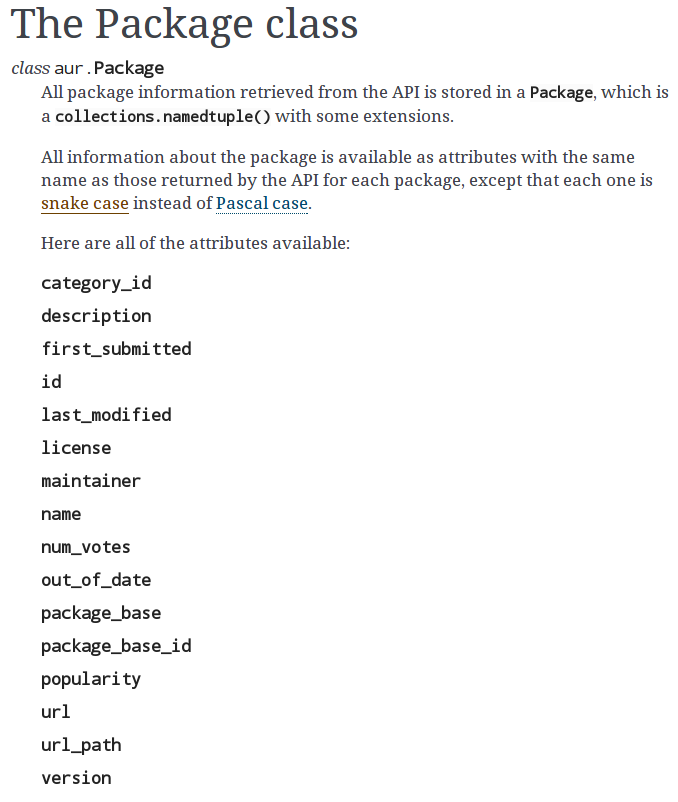 The Package class
class aur.Package
All package information retrieved from the API is stored in a Package, which is
a collections.namedtuple() with some extensions.
All information about the package is available as attributes with the same
name as those returned by the API for each package, except that each one is
snake case instead of Pascal case.
Here are all of the attributes available:
category_id
description
first_submitted
id
last_modified
license
maintainer
name
num_votes
out_of_date
package_base
package_base_id
popularity
url
url_path
version